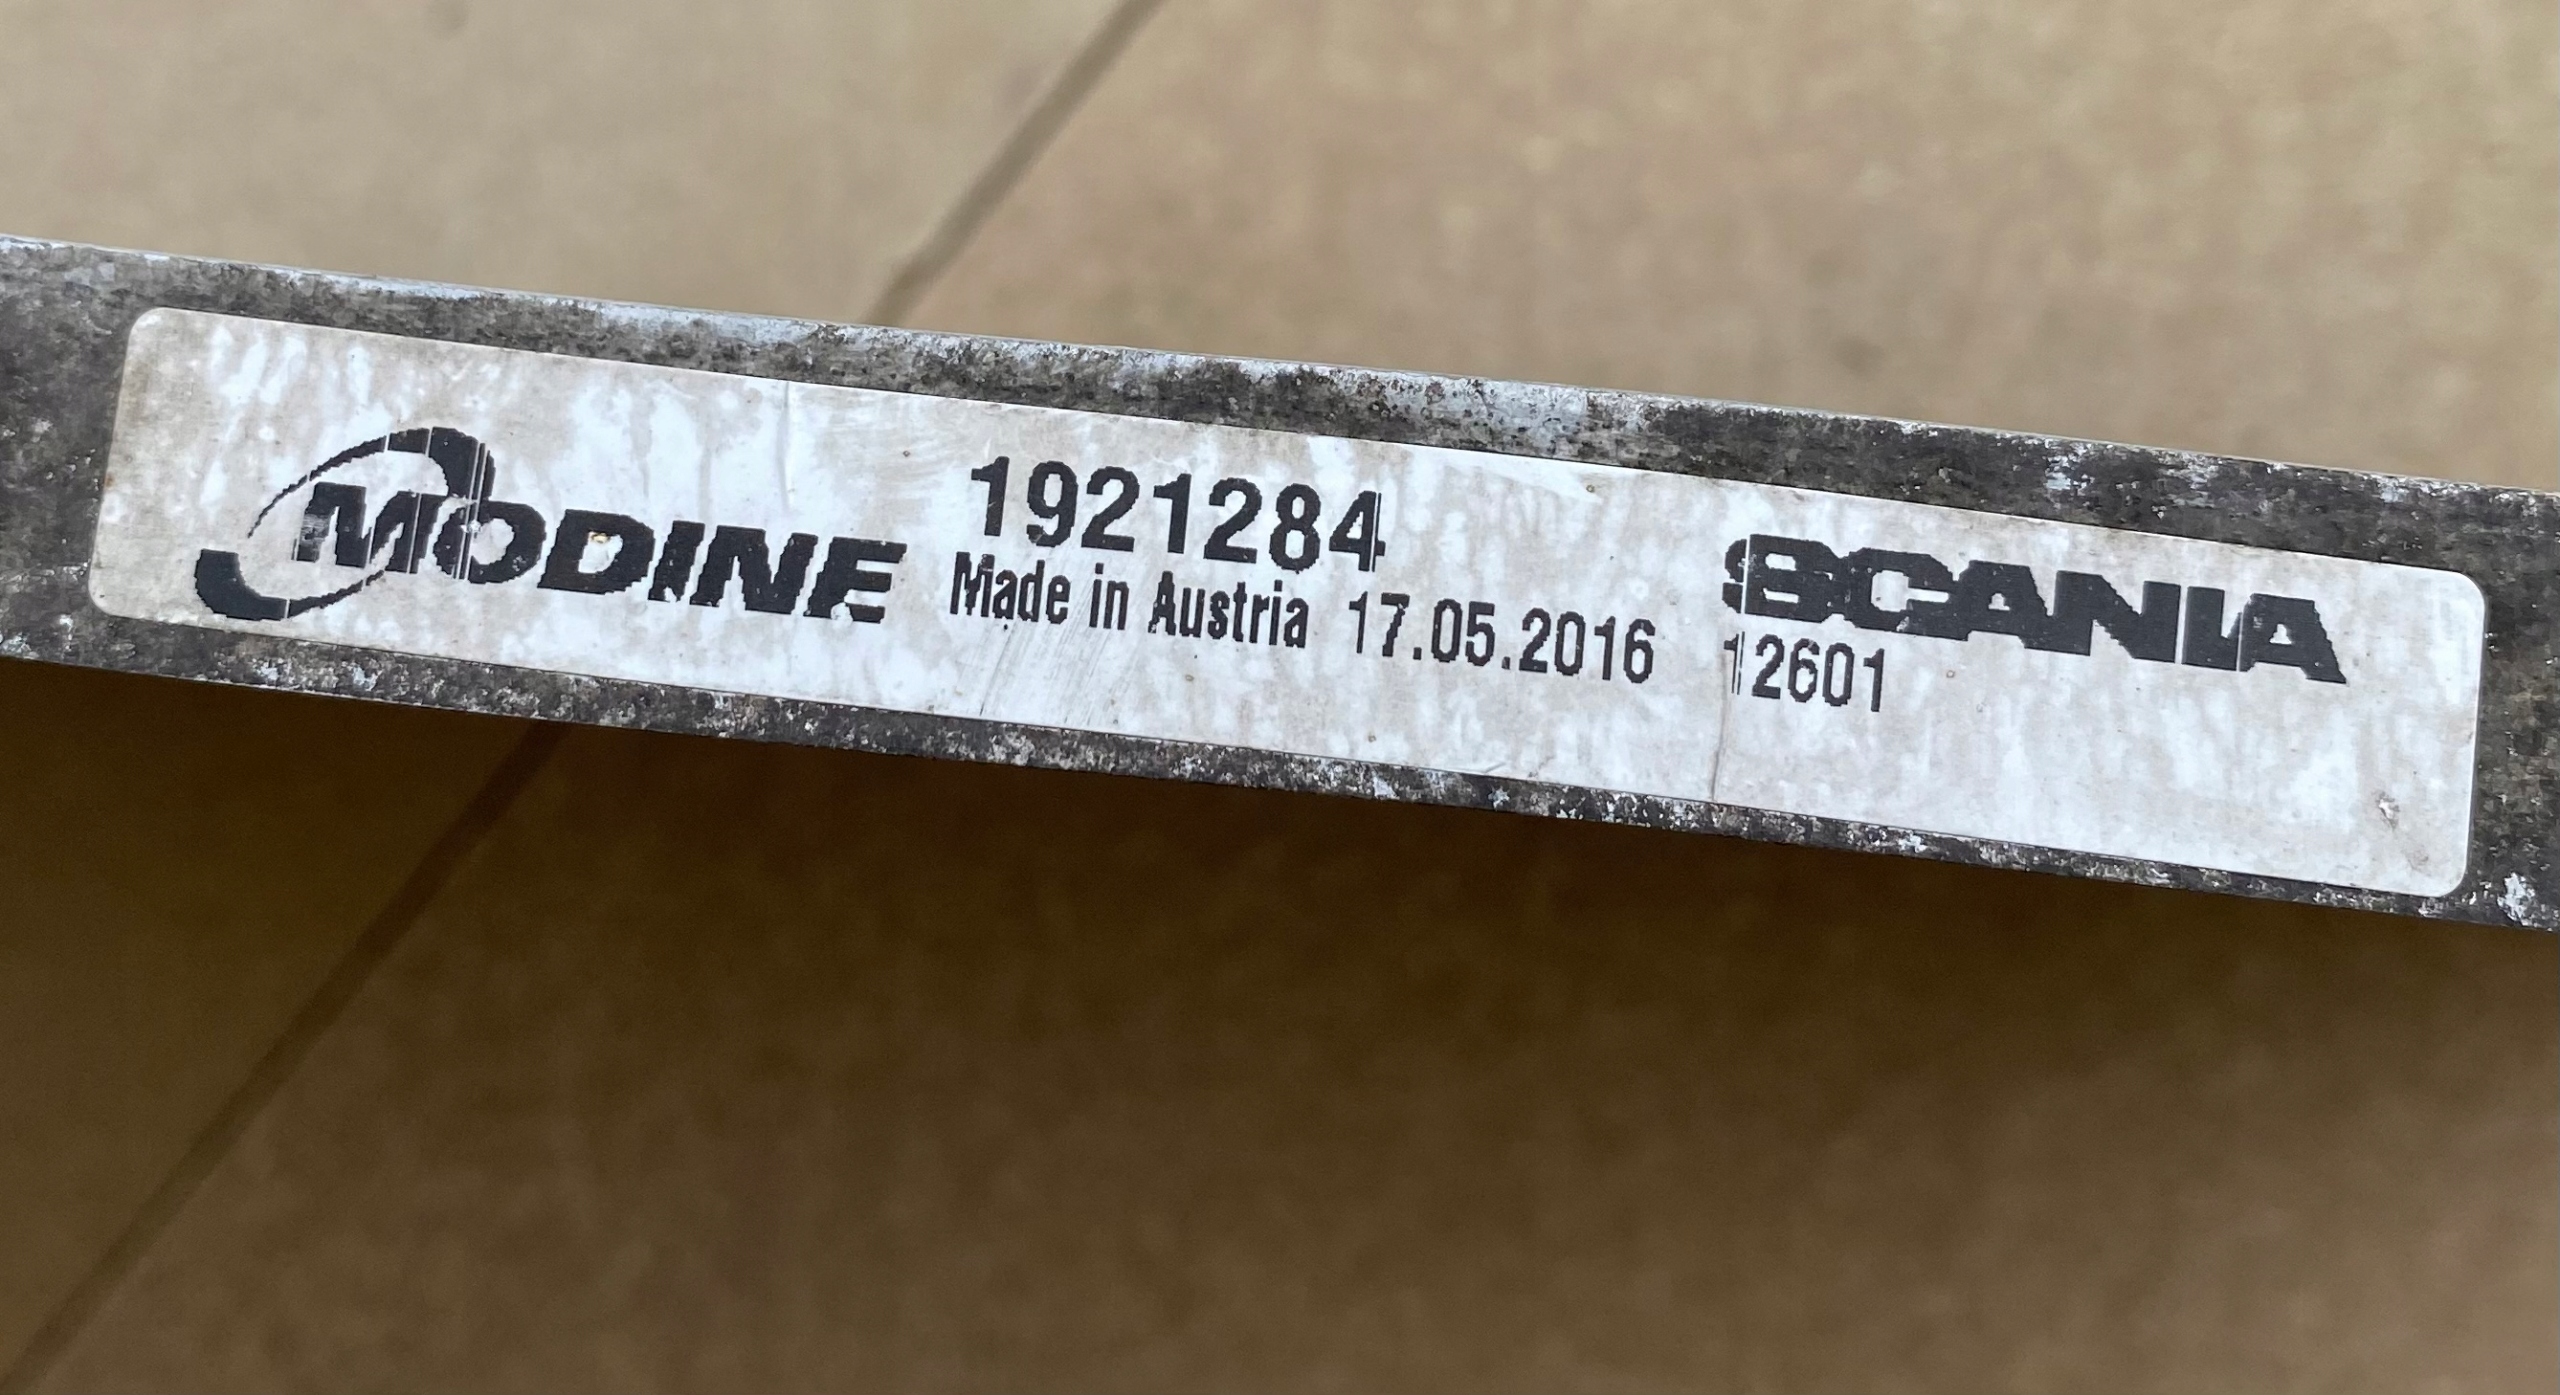 MODINE 1921284 SCANIA
Made in Austria 17.05.2016 12601